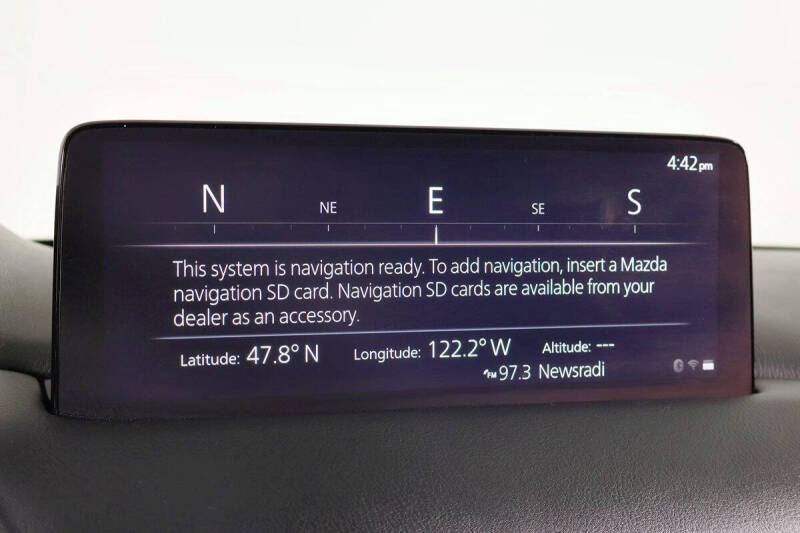 4:42pm
N NE E SE S
This system is navigation ready. To add navigation, insert a Mazda
navigation SD card. Navigation SD cards are available from your
dealer as an accessory.
Latitude: 47.8° N Longitude: 122.2° W Altitude: ---
FM 97.3 Newsradi